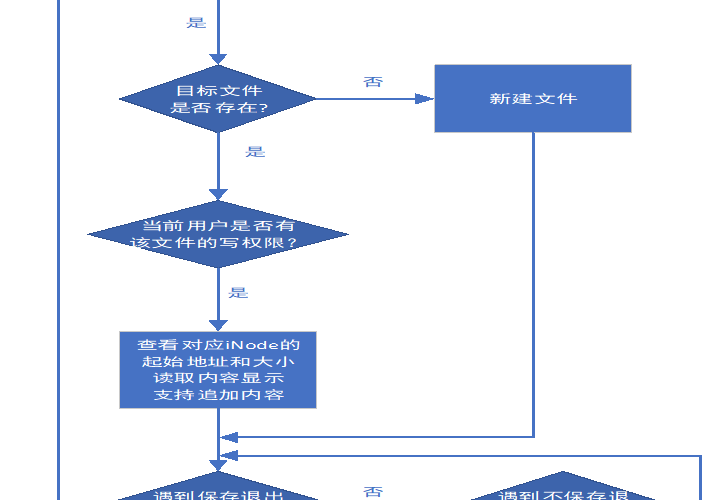 是
目标文件
是否存在?
否
新建文件
是
当前用户是否有
该文件的写权限?
是
查看对应iNode的
起始地址和大小
读取内容显示
支持追加内容
遇到保存退出
否
遇到不保存退